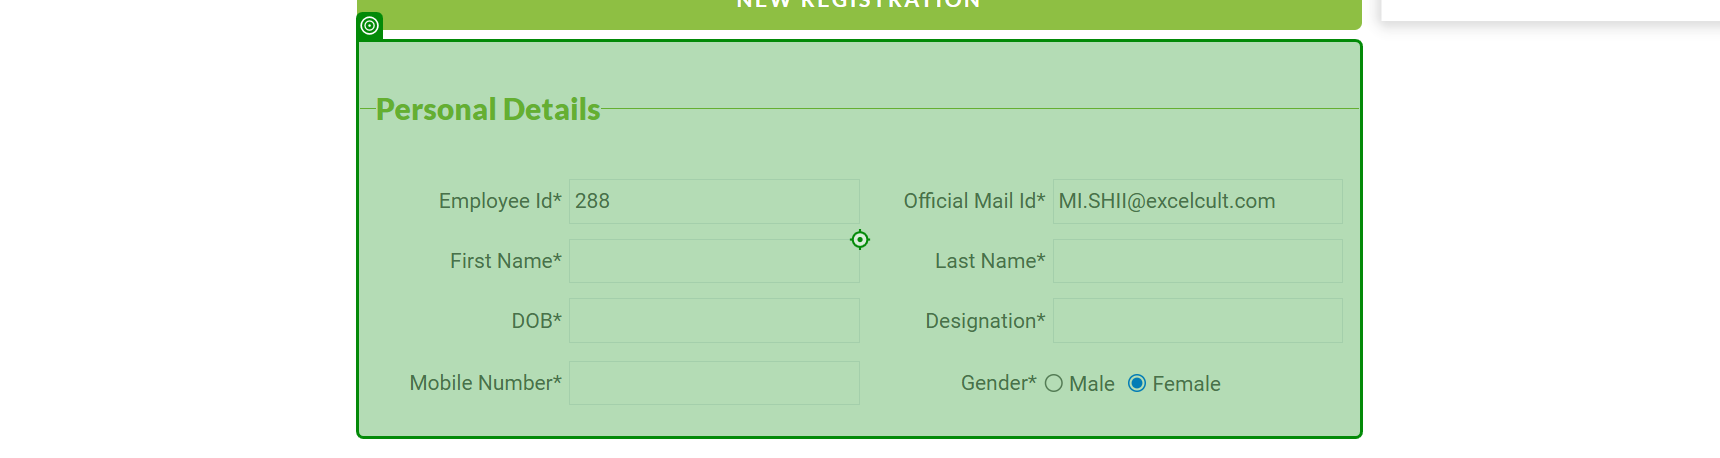 NEW REGISTRATION
Personal Details
Employee Id* 288 Official Mail Id* MI.SHII@excelcult.com
First Name* Last Name*
DOB* Designation*
Mobile Number* Gender* Male Female